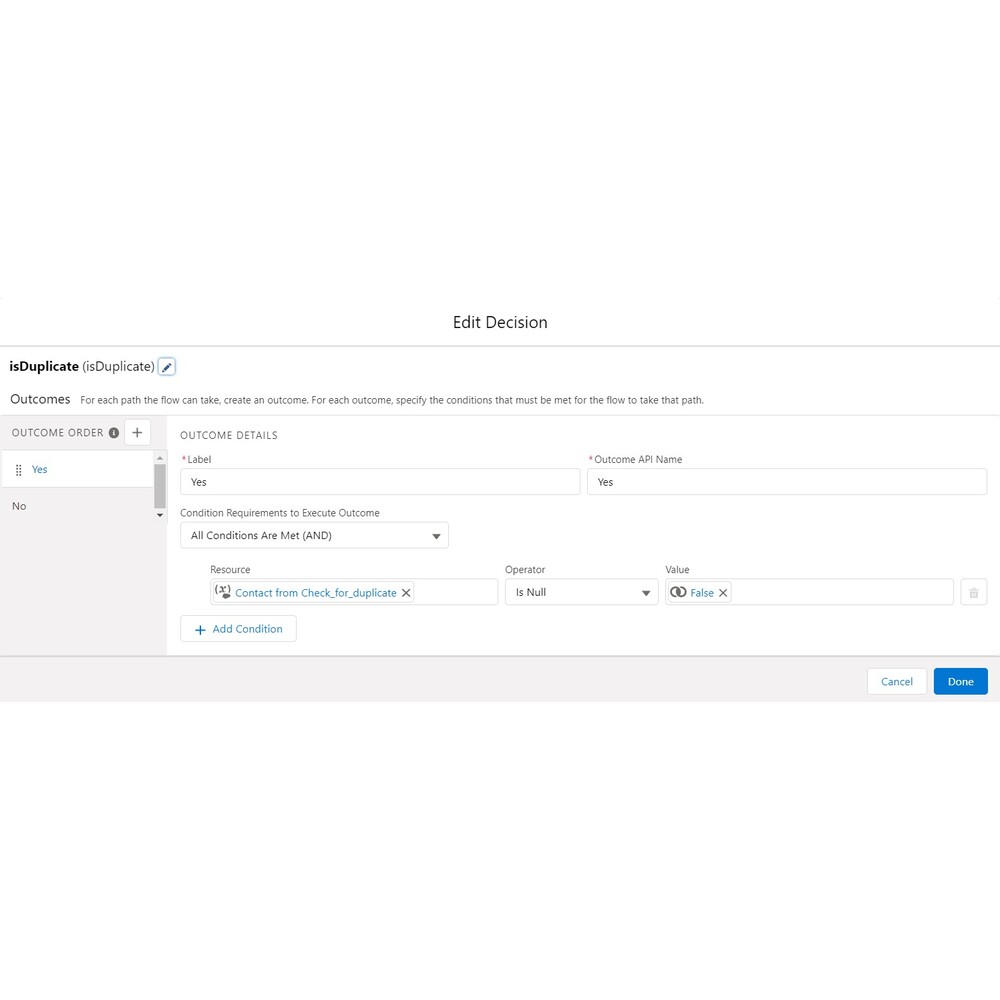 Edit Decision
isDuplicate (isDuplicate)
Outcomes For each path the flow can take, create an outcome. For each outcome, specify the conditions that must be met for the flow to take that path.
OUTCOME ORDER
Yes
No
OUTCOME DETAILS
*Label
Yes
*Outcome API Name
Yes
Condition Requirements to Execute Outcome
All Conditions Are Met (AND)
Resource
Contact from Check_for_duplicate
Operator
Is Null
Value
False
+ Add Condition
Cancel
Done